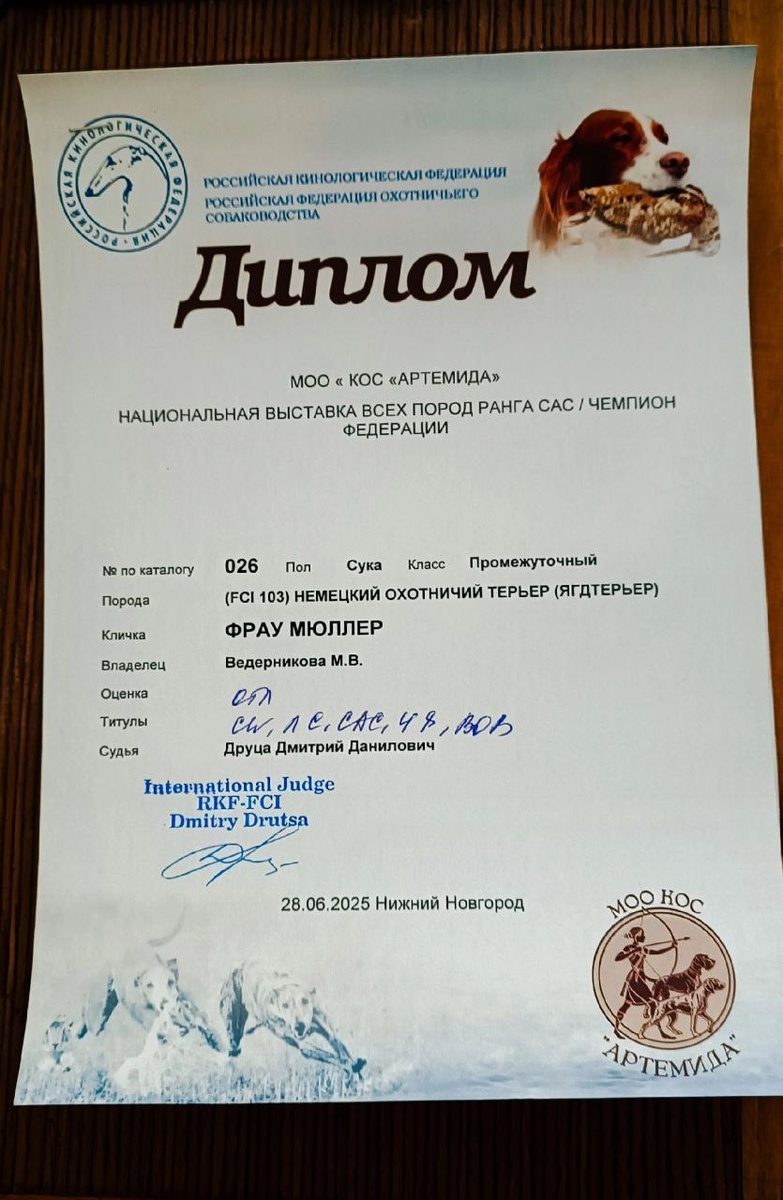 РОССИЙСКАЯ КИНОЛОГИЧЕСКАЯ ФЕДЕРАЦИЯ
РОССИЙСКАЯ КИНОЛОГИЧЕСКАЯ ФЕДЕРАЦИЯ
РОССИЙСКАЯ ФЕДЕРАЦИЯ ОХОТНИЧЬЕГО
СОБАКОВОДСТВА
Диплом
МОО « КОС «АРТЕМИДА»
НАЦИОНАЛЬНАЯ ВЫСТАВКА ВСЕХ ПОРОД РАНГА САС / ЧЕМПИОН
ФЕДЕРАЦИИ
№ по каталогу 026 Пол Сука Класс Промежуточный
Порода (FCI 103) НЕМЕЦКИЙ ОХОТНИЧИЙ ТЕРЬЕР (ЯГДТЕРЬЕР)
Кличка ФРАУ МЮЛЛЕР
Владелец Ведерникова М.В.
Оценка отл
Титулы CW, ЛС, САС, ЧФ, BOB
Судья Друца Дмитрий Данилович
International Judge
RKF-FCI
Dmitry Drutsa
28.06.2025 Нижний Новгород
МОО КОС
"АРТЕМИДА"